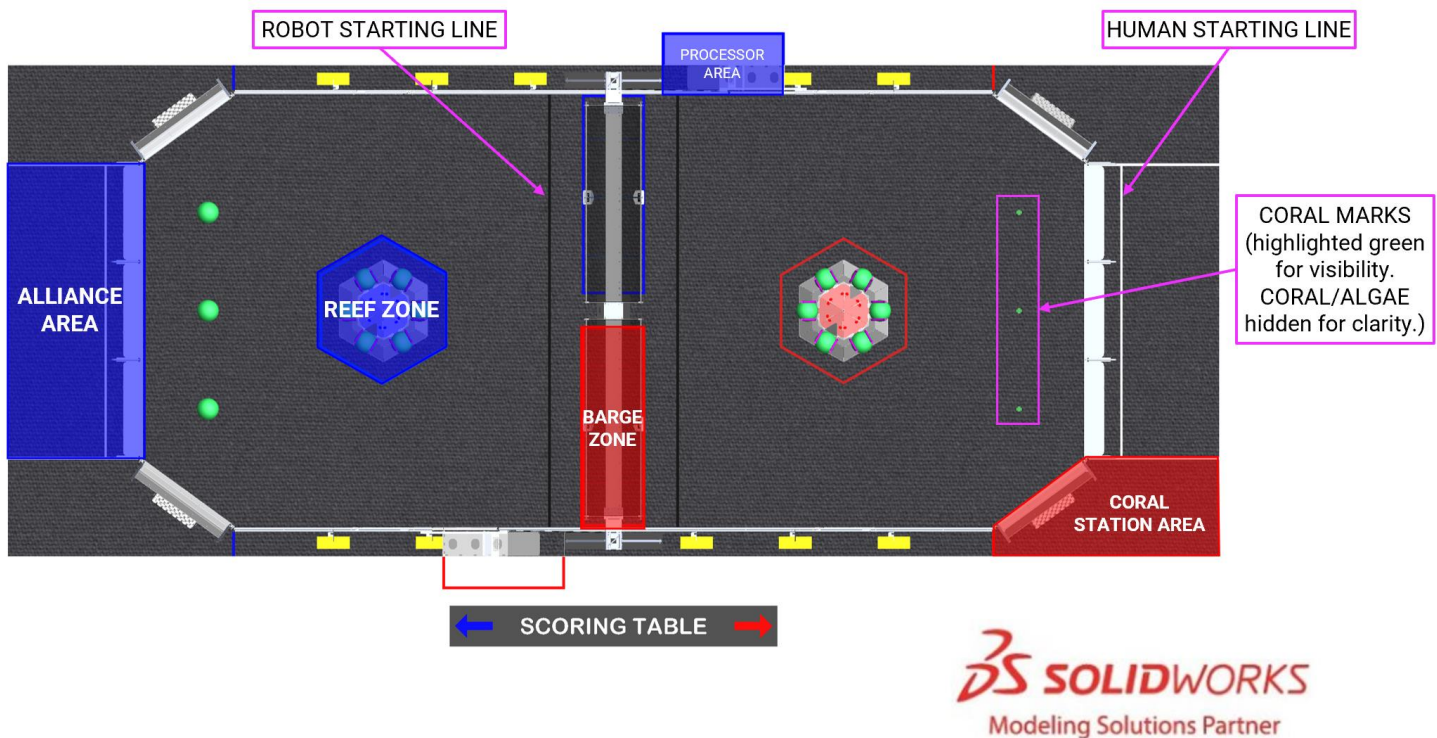 ROBOT STARTING LINE
PROCESSOR
AREA
HUMAN STARTING LINE
CORAL MARKS
(highlighted green
for visibility.
CORAL/ALGAE
hidden for clarity.)
ALLIANCE
AREA
REEF ZONE
BARGE
ZONE
CORAL
STATION AREA
SCORING TABLE
SOLIDWORKS
Modeling Solutions Partner